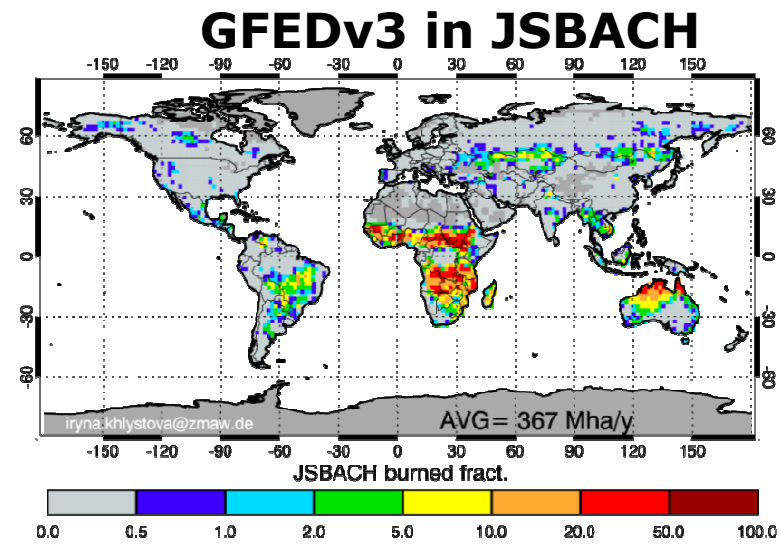 GFEDv3 in JSBACH
-150 -120 -90 -60 -30 0 30 60 90 120 150
60 60
30 30
0 0
-30 -30
-60 -60
iryna.khlystova@zmaw.de AVG= 367 Mha/y
-150 -120 -90 -60 -30 0 30 60 90 120 150
JSBACH burned fract.
0.0 0.5 1.0 2.0 5.0 10.0 20.0 50.0 100.0